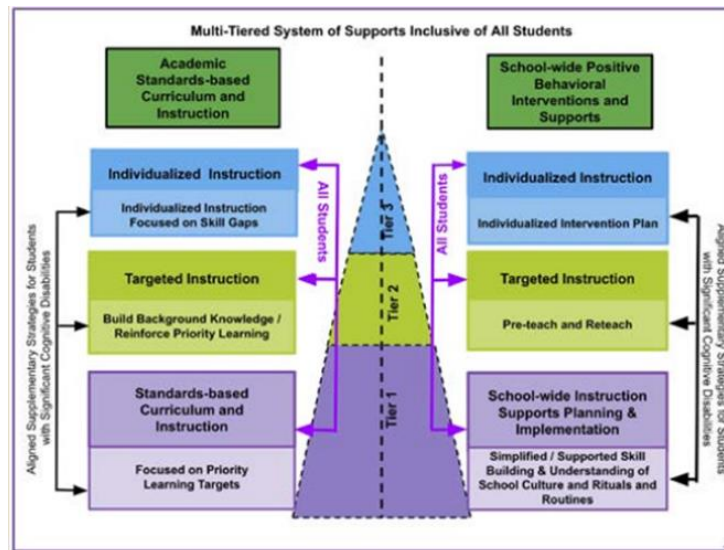 Multi-Tiered System of Supports Inclusive of All Students
Academic
Standards-based
Curriculum and
Instruction
School-wide Positive
Behavioral
Interventions and
Supports
Individualized Instruction
Individualized Instruction
Focused on Skill Gaps
Targeted Instruction
Build Background Knowledge /
Reinforce Priority Learning
Standards-based
Curriculum and
Instruction
Focused on Priority
Learning Targets
Aligned Supplementary Strategies for Students
with Significant Cognitive Disabilities
All Students
Tier 3
Tier 2
Tier 1
All Students
Individualized Instruction
Individualized Intervention Plan
Targeted Instruction
Pre-teach and Reteach
School-wide Instruction
Supports Planning &
Implementation
Simplified / Supported Skill
Building & Understanding of
School Culture and Rituals and
Routines
Aligned Supplementary Strategies for Students
with Significant Cognitive Disabilities